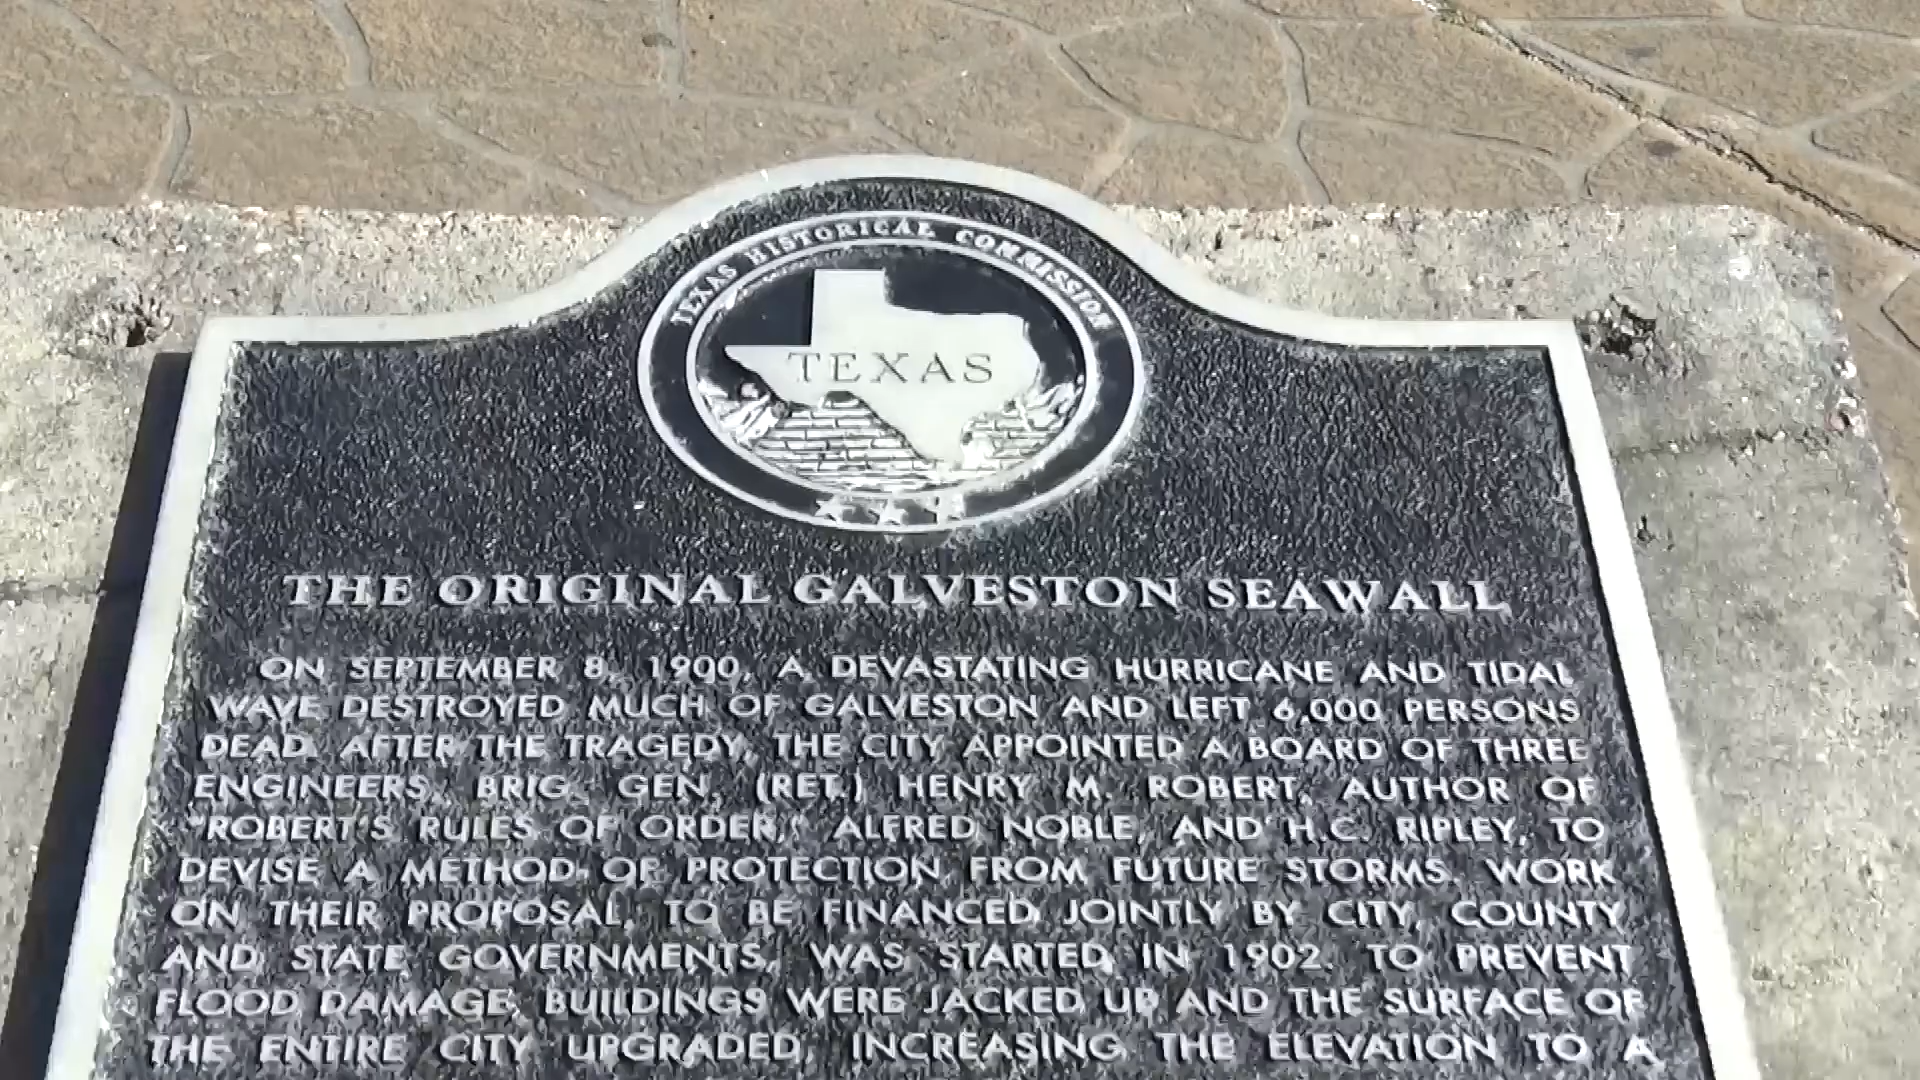 TEXAS HISTORICAL COMMISSION
TEXAS
THE ORIGINAL GALVESTON SEAWALL
ON SEPTEMBER 8, 1900, A DEVASTATING HURRICANE AND TIDAL
WAVE DESTROYED MUCH OF GALVESTON AND LEFT 6,000 PERSONS
DEAD. AFTER THE TRAGEDY, THE CITY APPOINTED A BOARD OF THREE
ENGINEERS, BRIG. GEN. (RET.) HENRY M. ROBERT, AUTHOR OF
"ROBERT'S RULES OF ORDER," ALFRED NOBLE, AND H.C. RIPLEY, TO
DEVISE A METHOD OF PROTECTION FROM FUTURE STORMS. WORK
ON THEIR PROPOSAL, TO BE FINANCED JOINTLY BY CITY, COUNTY
AND STATE GOVERNMENTS, WAS STARTED IN 1902. TO PREVENT
FLOOD DAMAGE, BUILDINGS WERE JACKED UP AND THE SURFACE OF
THE ENTIRE CITY UPGRADED, INCREASING THE ELEVATION TO A